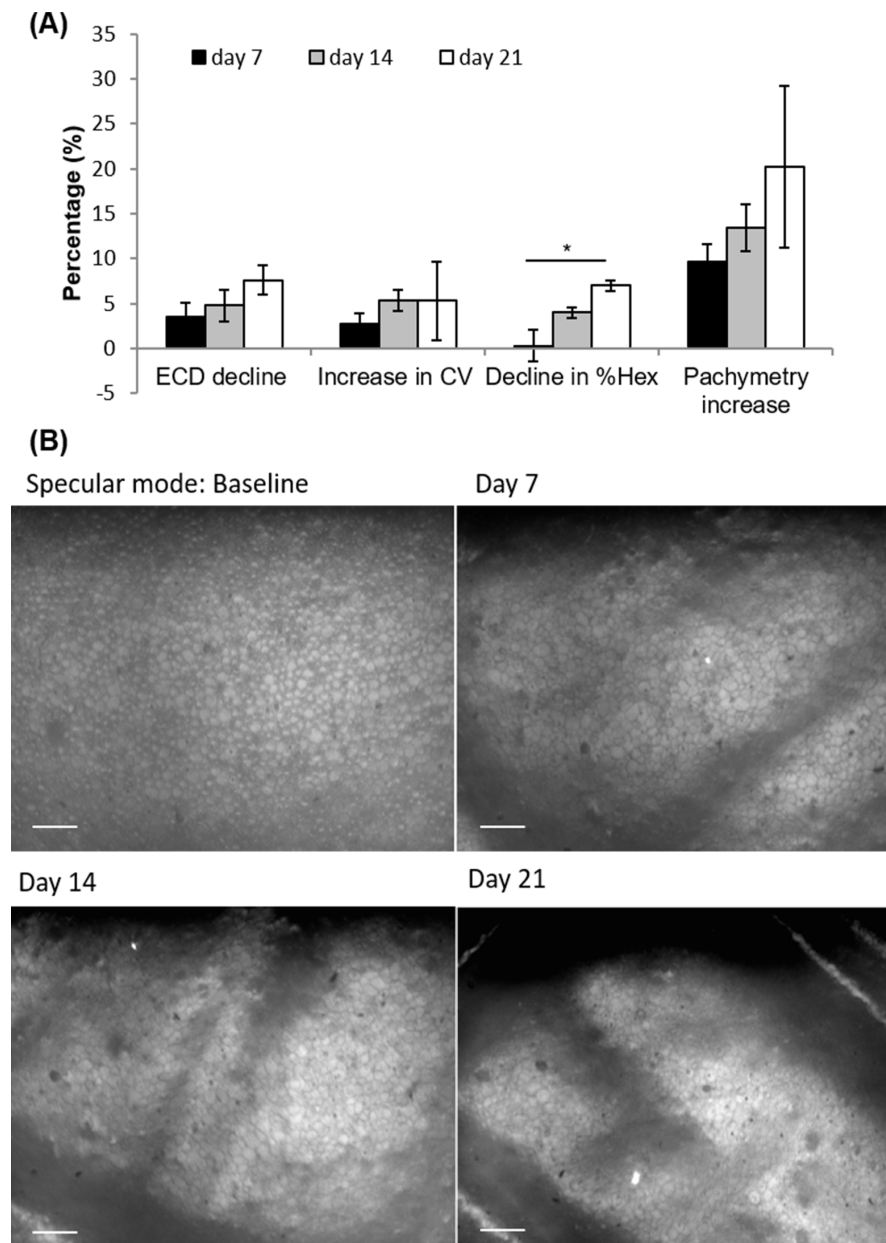 (A)
35
30
25
20
15
10
5
0
-5
Percentage (%)
day 7 day 14 day 21
*
ECD decline Increase in CV Decline in %Hex Pachymetry
increase
(B)
Specular mode: Baseline Day 7
Day 14 Day 21